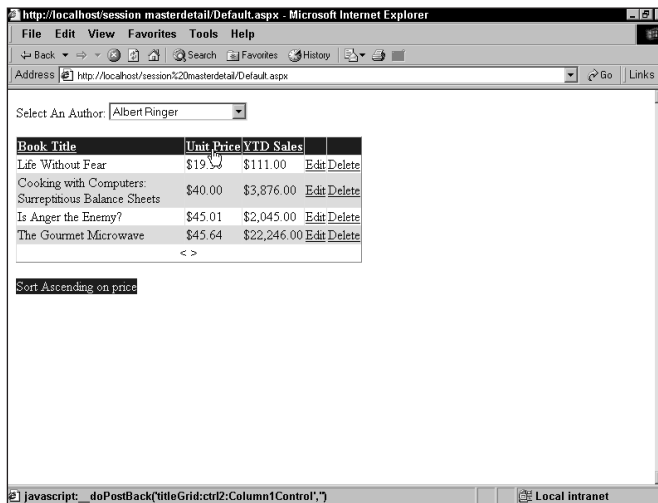 http://localhost/session masterdetail/Default.aspx - Microsoft Internet Explorer
File Edit View Favorites Tools Help
Back Search Favorites History
Address http://localhost/session%20masterdetail/Default.aspx Go Links
Select An Author: Albert Ringer
Book Title Unit Price YTD Sales
Life Without Fear $111.00 Edit Delete
Cooking with Computers:
Surreptitious Balance Sheets $40.00 $3,876.00 Edit Delete
Is Anger the Enemy? $45.01 $2,045.00 Edit Delete
The Gourmet Microwave $45.64 $22,246.00 Edit Delete
< >
Sort Ascending on price
javascript:__doPostBack('titleGrid:ctrl2:Column1Control','') Local intranet